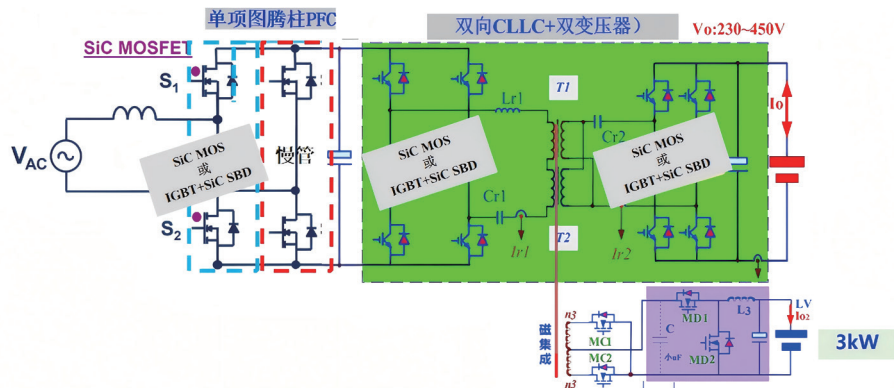 单项图腾柱PFC
双向CLLC+双变压器）
Vo:230~450V
SiC MOSFET
S1
T1
Lr1
Io
VAC
SiC MOS
或
IGBT+SiC SBD
慢管
SiC MOS
或
IGBT+SiC SBD
Cr2
SiC MOS
或
IGBT+SiC SBD
Cr1
S2
Ir1
T2
Ir2
n3
磁集成
MC1
MC2
n3
MD1
L3
LV
Io2
C
小uF
MD2
3kW